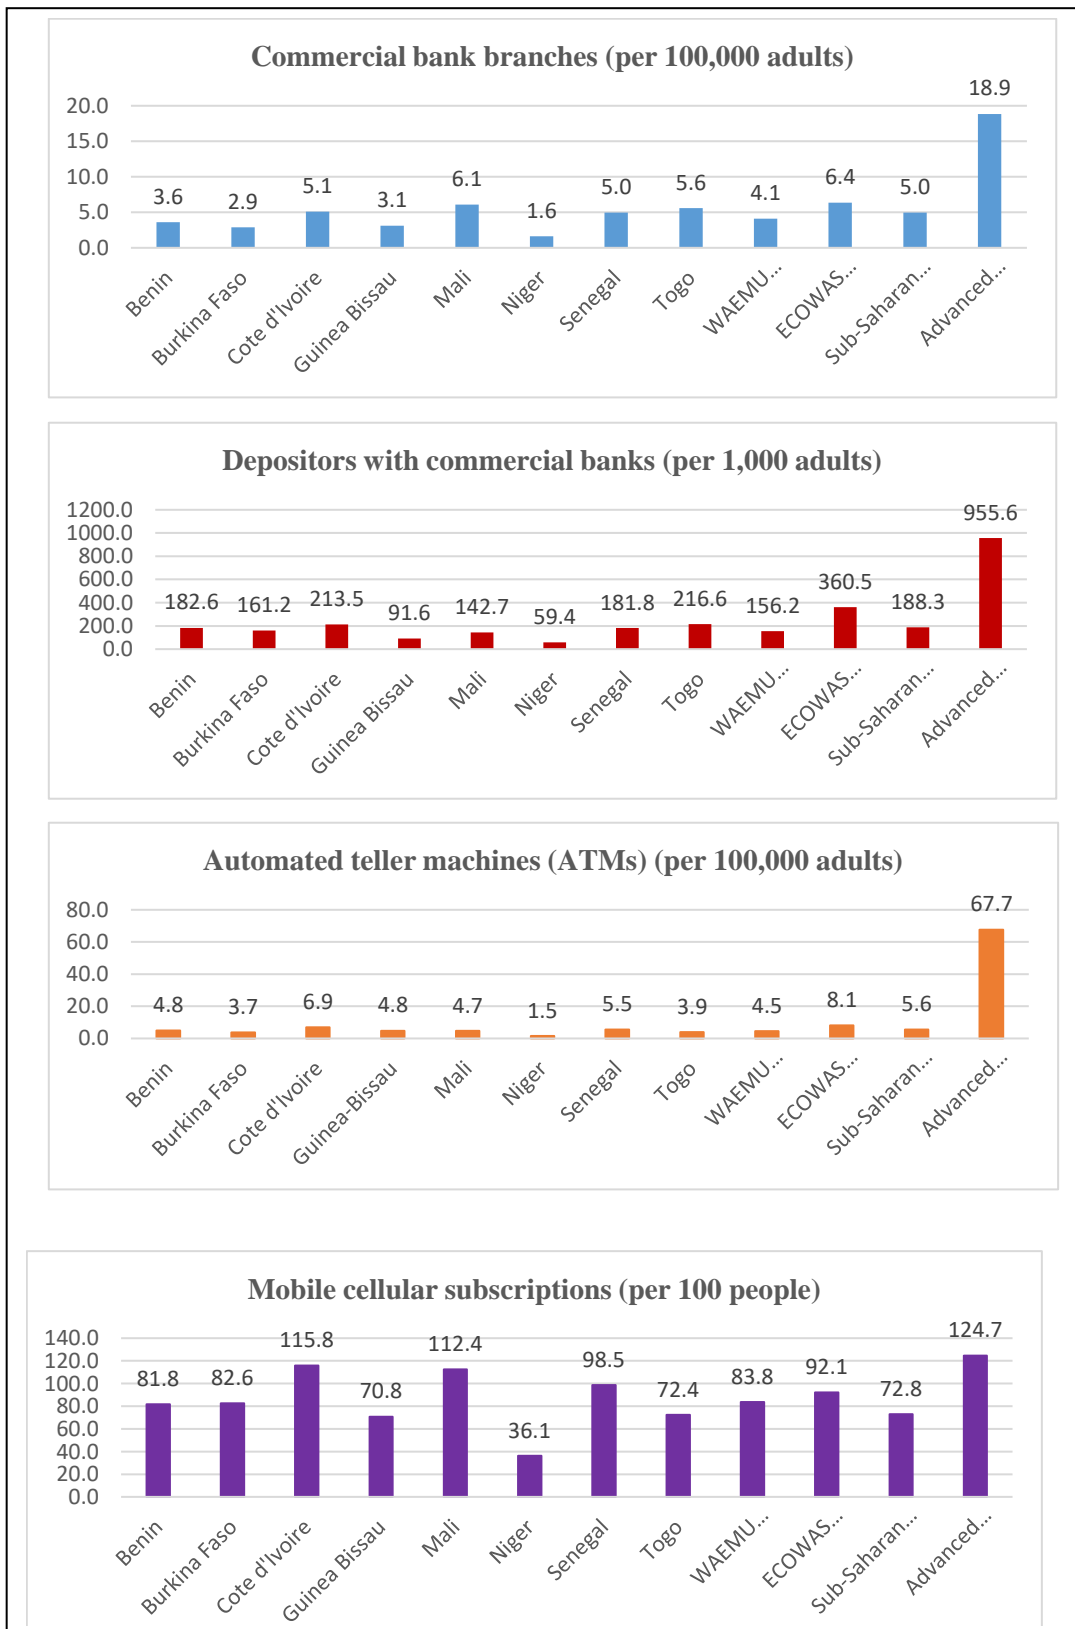 Commercial bank branches (per 100,000 adults)
20.0
15.0
10.0
5.0
0.0
3.6
2.9
5.1
3.1
6.1
1.6
5.0
5.6
4.1
6.4
5.0
18.9
Benin
Burkina Faso
Cote d'Ivoire
Guinea Bissau
Mali
Niger
Senegal
Togo
WAEMU...
ECOWAS...
Sub-Saharan...
Advanced...
Depositors with commercial banks (per 1,000 adults)
1200.0
1000.0
800.0
600.0
400.0
200.0
0.0
182.6
161.2
213.5
91.6
142.7
59.4
181.8
216.6
156.2
360.5
188.3
955.6
Benin
Burkina Faso
Cote d'Ivoire
Guinea Bissau
Mali
Niger
Senegal
Togo
WAEMU...
ECOWAS...
Sub-Saharan...
Advanced...
Automated teller machines (ATMs) (per 100,000 adults)
80.0
60.0
40.0
20.0
0.0
4.8
3.7
6.9
4.8
4.7
1.5
5.5
3.9
4.5
8.1
5.6
67.7
Benin
Burkina Faso
Cote d'Ivoire
Guinea-Bissau
Mali
Niger
Senegal
Togo
WAEMU...
ECOWAS...
Sub-Saharan...
Advanced...
Mobile cellular subscriptions (per 100 people)
140.0
120.0
100.0
80.0
60.0
40.0
20.0
0.0
81.8
82.6
115.8
70.8
112.4
36.1
98.5
72.4
83.8
92.1
72.8
124.7
Benin
Burkina Faso
Cote d'Ivoire
Guinea Bissau
Mali
Niger
Senegal
Togo
WAEMU...
ECOWAS...
Sub-Saharan...
Advanced...